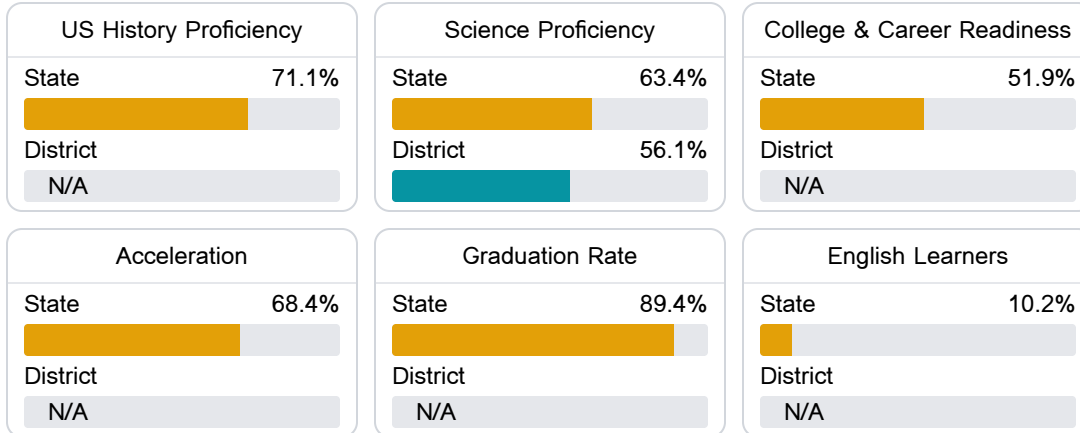 US History Proficiency
State 71.1%
District
N/A
Science Proficiency
State 63.4%
District 56.1%
College & Career Readiness
State 51.9%
District
N/A
Acceleration
State 68.4%
District
N/A
Graduation Rate
State 89.4%
District
N/A
English Learners
State 10.2%
District
N/A